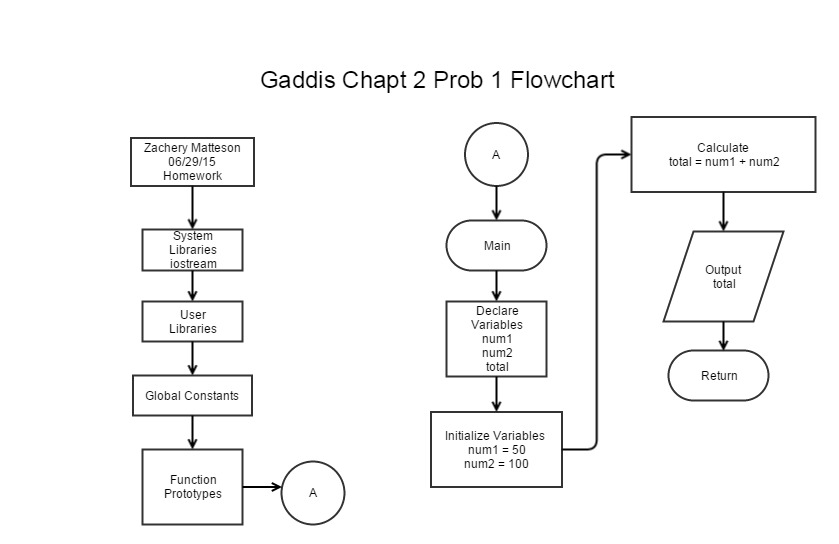 Gaddis Chapt 2 Prob 1 Flowchart
Zachery Matteson
06/29/15
Homework
System
Libraries
iostream
User
Libraries
Global Constants
Function
Prototypes
A
A
Main
Declare
Variables
num1
num2
total
Initialize Variables
num1 = 50
num2 = 100
Calculate
total = num1 + num2
Output
total
Return